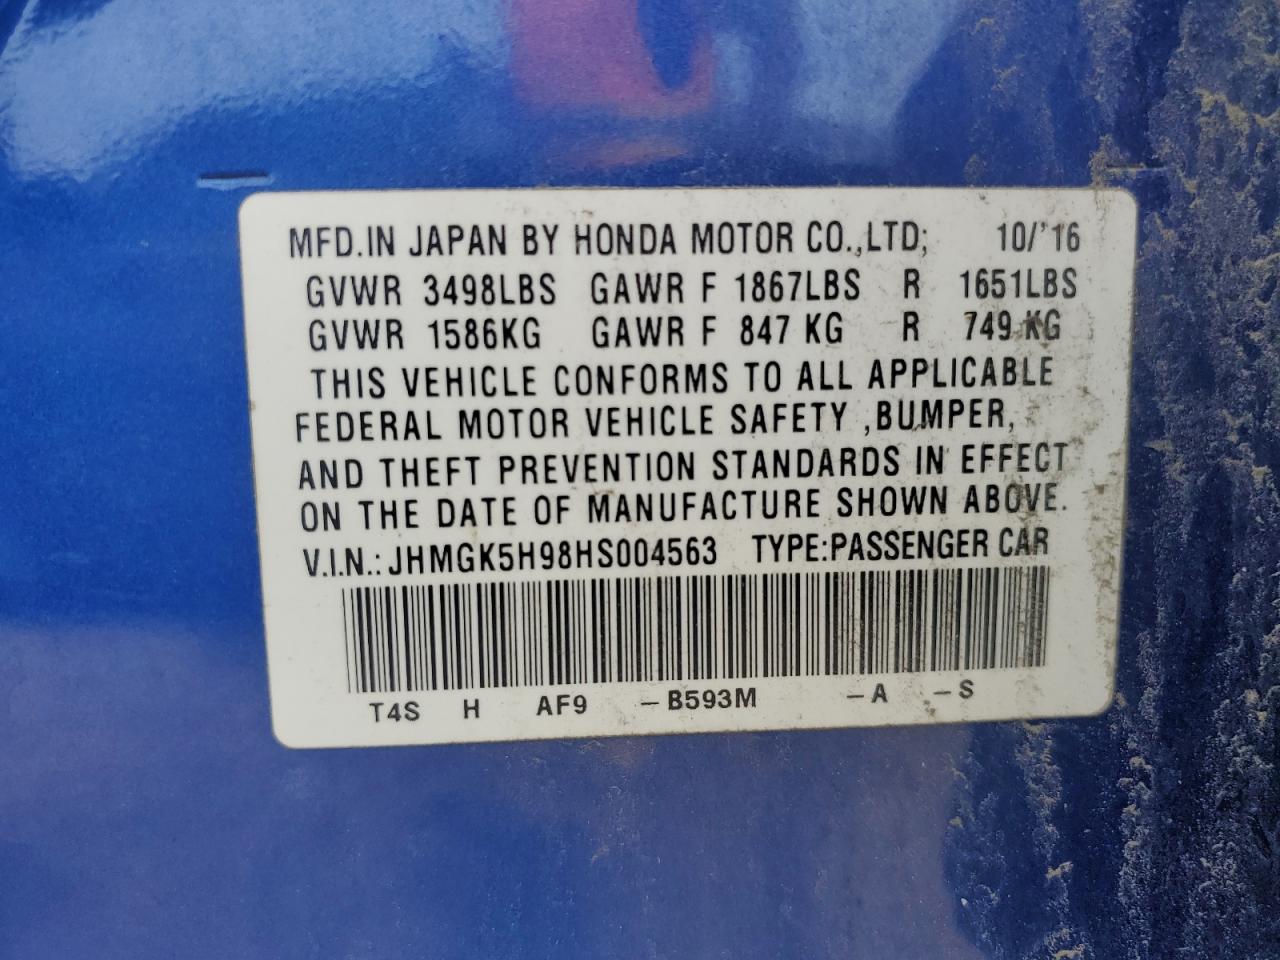 MFD.IN JAPAN BY HONDA MOTOR CO.,LTD; 10/'16
GVWR 3498LBS GAWR F 1867LBS R 1651LBS
GVWR 1586KG GAWR F 847 KG R 749 KG
THIS VEHICLE CONFORMS TO ALL APPLICABLE
FEDERAL MOTOR VEHICLE SAFETY ,BUMPER,
AND THEFT PREVENTION STANDARDS IN EFFECT
ON THE DATE OF MANUFACTURE SHOWN ABOVE.
V.I.N.: JHMGK5H98HS004563 TYPE:PASSENGER CAR
T4S H AF9 – B593M – A – S